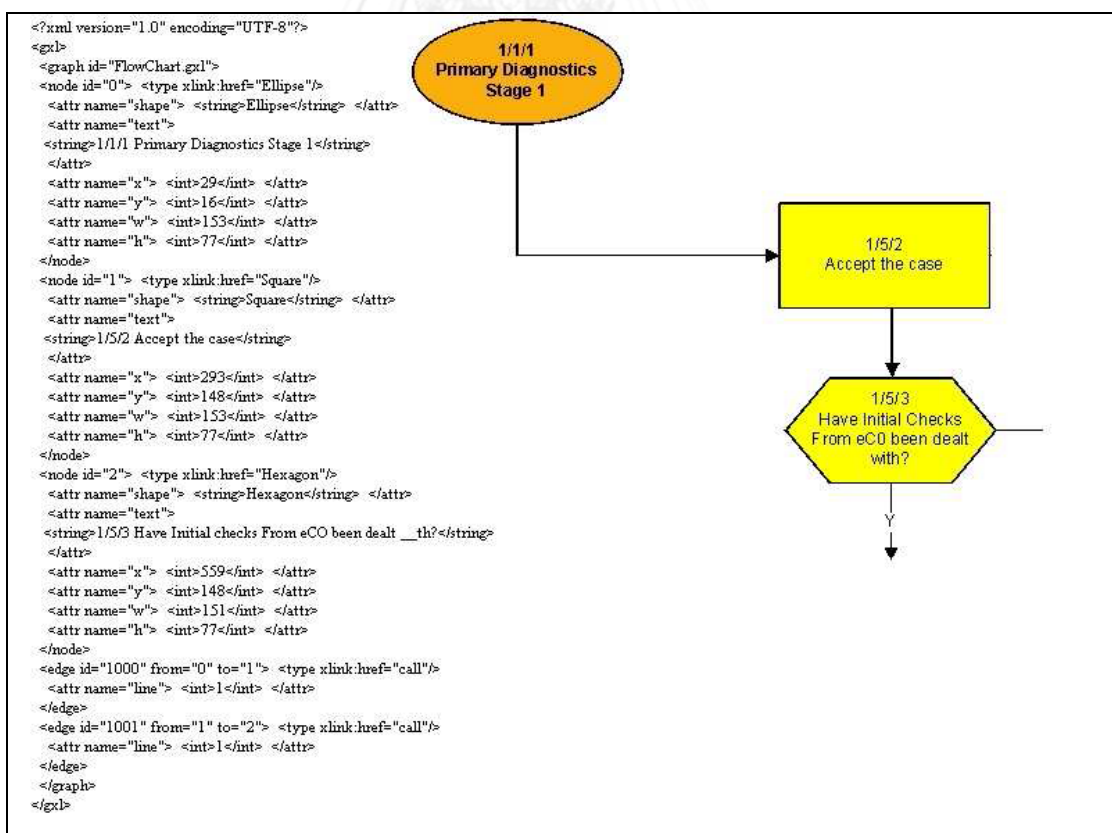 <?xml version="1.0" encoding="UTF-8"?>
<gxl>
<graph id="FlowChart.gxl">
<node id="0"> <type xlink:href="Ellipse"/>
<attr name="shape"> <string>Ellipse</string> </attr>
<attr name="text">
<string>1/1/1 Primary Diagnostics Stage 1</string>
</attr>
<attr name="x"> <int>29</int> </attr>
<attr name="y"> <int>16</int> </attr>
<attr name="w"> <int>153</int> </attr>
<attr name="h"> <int>77</int> </attr>
</node>
<node id="1"> <type xlink:href="Square"/>
<attr name="shape"> <string>Square</string> </attr>
<attr name="text">
<string>1/5/2 Accept the case</string>
</attr>
<attr name="x"> <int>293</int> </attr>
<attr name="y"> <int>148</int> </attr>
<attr name="w"> <int>153</int> </attr>
<attr name="h"> <int>77</int> </attr>
</node>
<node id="2"> <type xlink:href="Hexagon"/>
<attr name="shape"> <string>Hexagon</string> </attr>
<attr name="text">
<string>1/5/3 Have Initial checks From eCO been dealt __th?</string>
</attr>
<attr name="x"> <int>559</int> </attr>
<attr name="y"> <int>148</int> </attr>
<attr name="w"> <int>151</int> </attr>
<attr name="h"> <int>77</int> </attr>
</node>
<edge id="1000" from="0" to="1"> <type xlink:href="call"/>
<attr name="line"> <int>1</int> </attr>
</edge>
<edge id="1001" from="1" to="2"> <type xlink:href="call"/>
<attr name="line"> <int>1</int> </attr>
</edge>
</graph>
</gxl>
1/1/1
Primary Diagnostics
Stage 1
1/5/2
Accept the case
1/5/3
Have Initial Checks
From eC0 been dealt
with?
Y